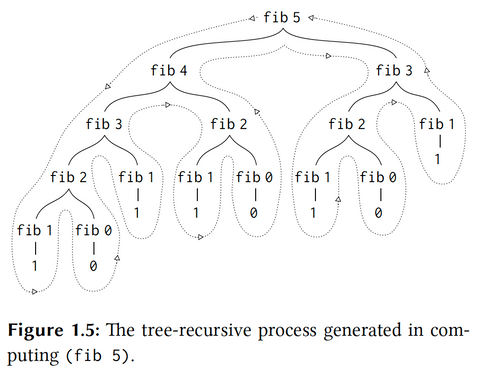 fib 5
fib 4 fib 3
fib 3 fib 2 fib 2 fib 1
fib 2 fib 1 fib 1 fib 0 fib 1 fib 0 1
fib 1 fib 0 1 1 0 1 0
1 0
Figure 1.5: The tree-recursive process generated in com-
puting (fib 5).